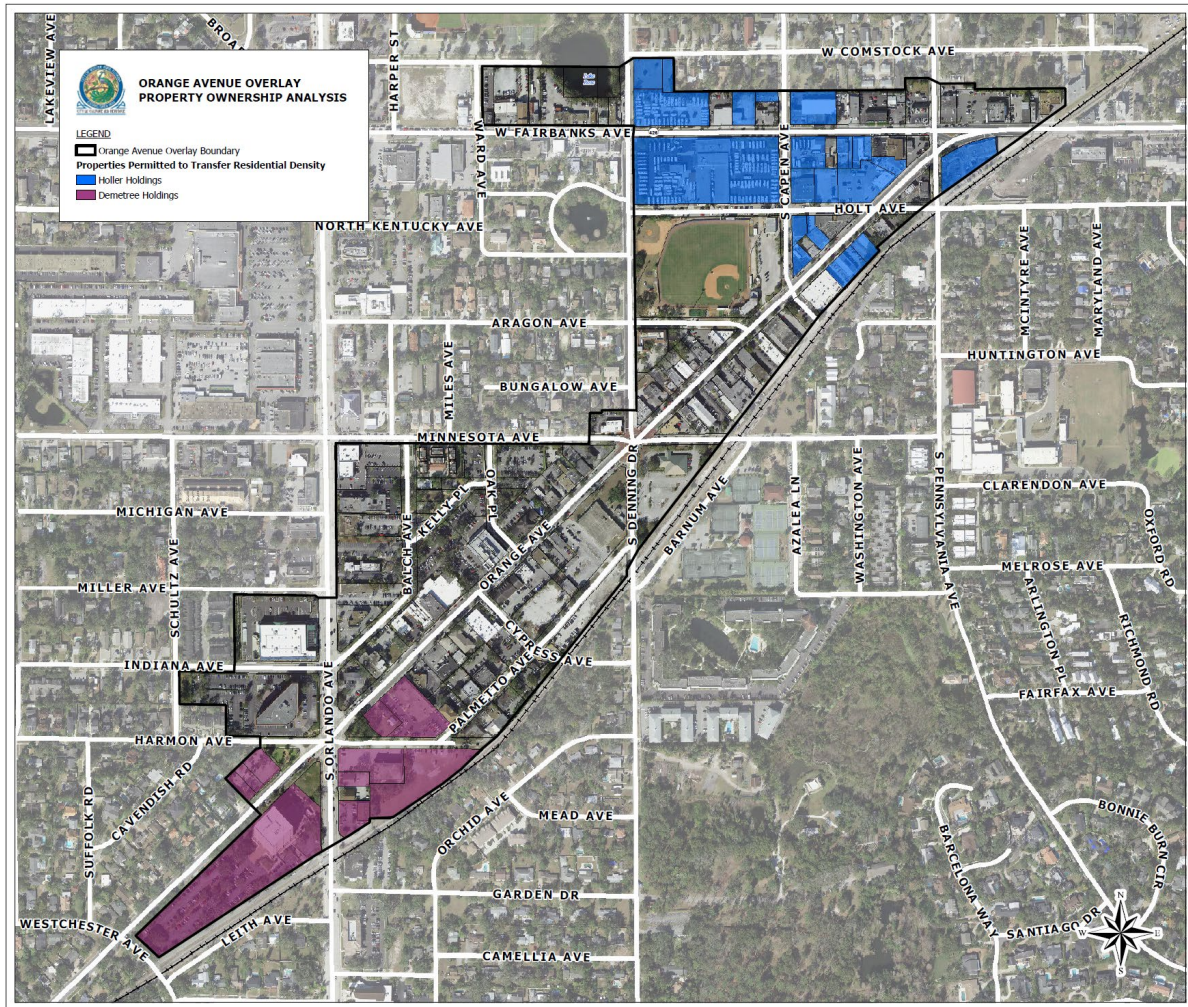 LAKEVIEW AVE
HARPER ST
W COMSTOCK AVE
ORANGE AVENUE OVERLAY
PROPERTY OWNERSHIP ANALYSIS
LEGEND
Orange Avenue Overlay Boundary
Properties Permitted to Transfer Residential Density
Holler Holdings
Demetree Holdings
WARD AVE
W FAIRBANKS AVE
426
S CAPEN AVE
HOLT AVE
NORTH KENTUCKY AVE
MCINTYRE AVE
MARYLAND AVE
ARAGON AVE
MILES AVE
HUNTINGTON AVE
BUNGALOW AVE
MINNESOTA AVE
OAK PL
KELLY PL
S DENNING DR
BARNUM AVE
AZALEA LN
WASHINGTON AVE
S PENNSYLVANIA AVE
CLARENDON AVE
OXFORD RD
MICHIGAN AVE
SCHULTZ AVE
BALCH AVE
ORANGE AVE
MILLER AVE
MELROSE AVE
ARLINGTON PL
RICHMOND RD
CYPRESS AVE
INDIANA AVE
PALMETTO AVE
FAIRFAX AVE
HARMON AVE
S ORLANDO AVE
SUFFOLK RD
CAVENDISH RD
ORCHID AVE
MEAD AVE
BARCELONA WAY
BONNIE BURN CIR
GARDEN DR
WESTCHESTER AVE
LEITH AVE
SANTIAGO DR
CAMELLIA AVE
N
W
E
S